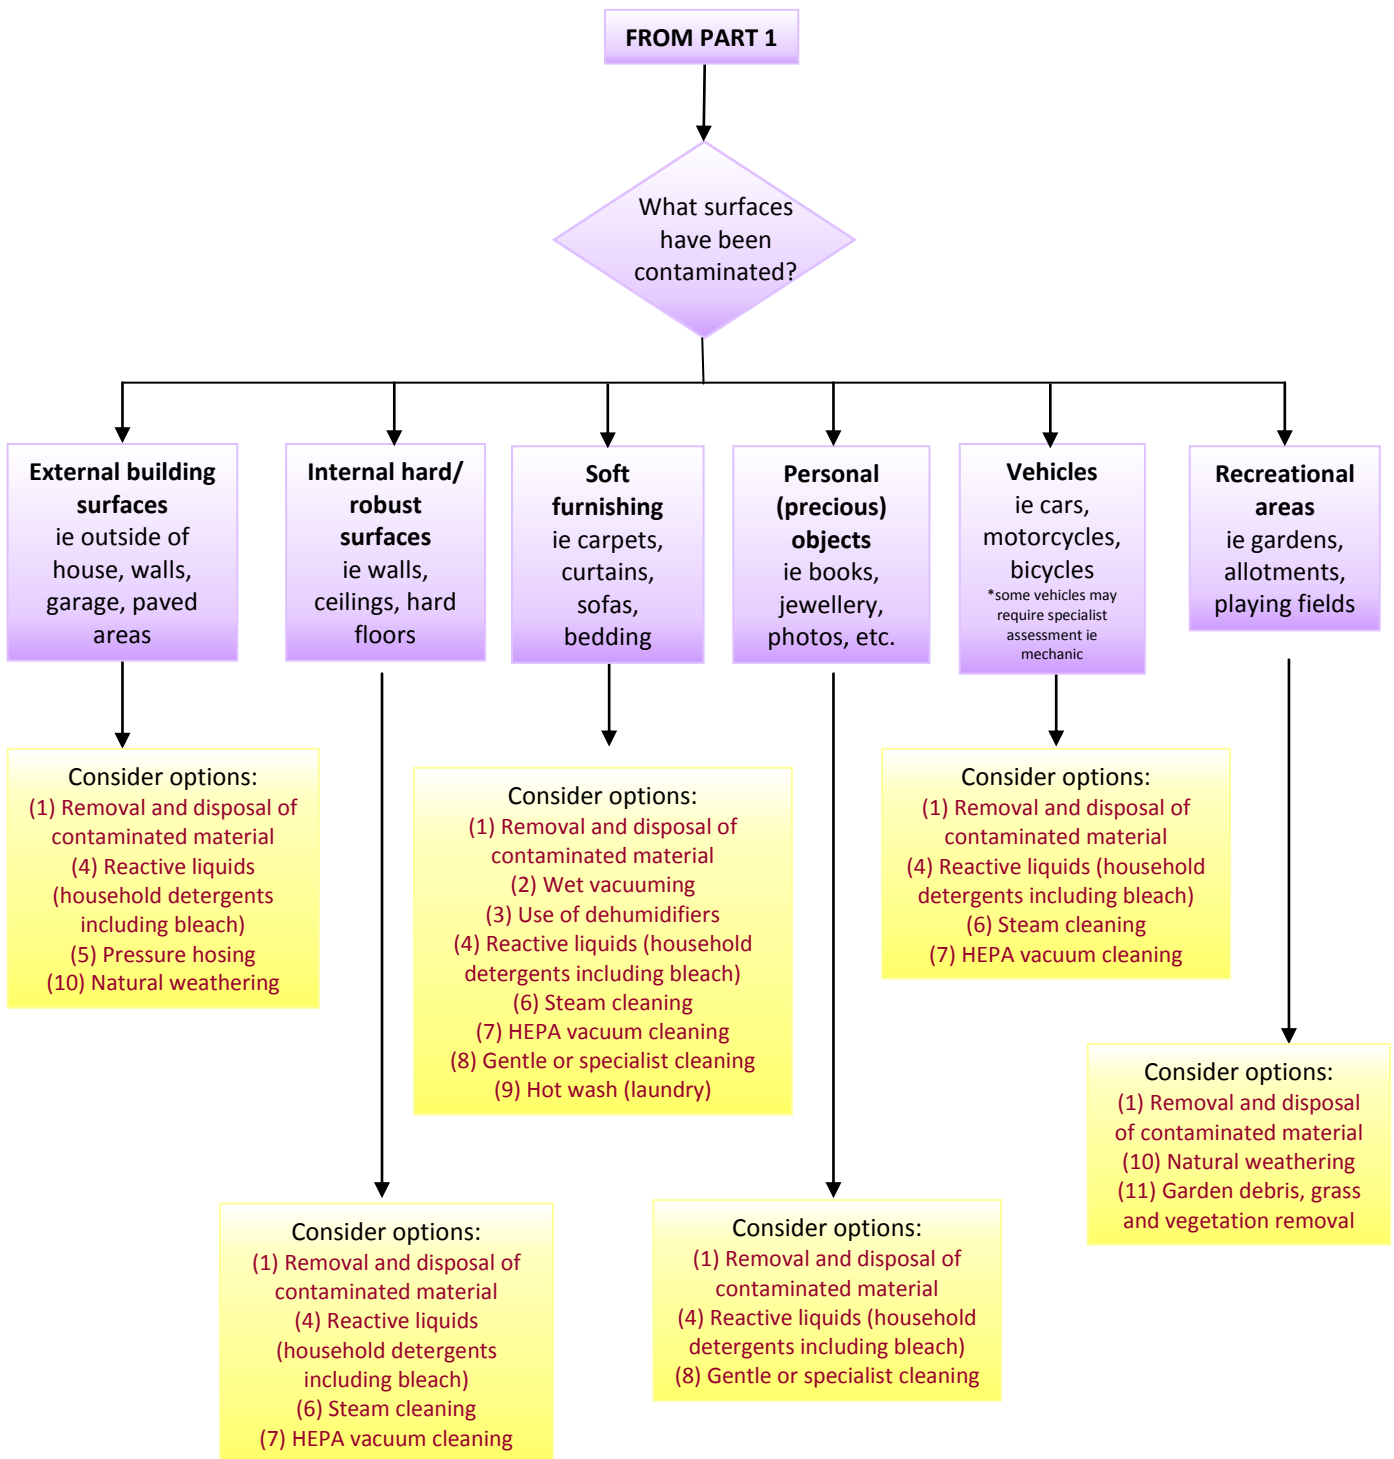 FROM PART 1
What surfaces
have been
contaminated?
External building
surfaces
ie outside of
house, walls,
garage, paved
areas
Internal hard/
robust
surfaces
ie walls,
ceilings, hard
floors
Soft
furnishing
ie carpets,
curtains,
sofas,
bedding
Personal
(precious)
objects
ie books,
jewellery,
photos, etc.
Vehicles
ie cars,
motorcycles,
bicycles
*some vehicles may
require specialist
assessment ie
mechanic
Recreational
areas
ie gardens,
allotments,
playing fields
Consider options:
(1) Removal and disposal of
contaminated material
(4) Reactive liquids
(household detergents
including bleach)
(5) Pressure hosing
(10) Natural weathering
Consider options:
(1) Removal and disposal of
contaminated material
(2) Wet vacuuming
(3) Use of dehumidifiers
(4) Reactive liquids (household
detergents including bleach)
(6) Steam cleaning
(7) HEPA vacuum cleaning
(8) Gentle or specialist cleaning
(9) Hot wash (laundry)
Consider options:
(1) Removal and disposal of
contaminated material
(4) Reactive liquids (household
detergents including bleach)
(6) Steam cleaning
(7) HEPA vacuum cleaning
Consider options:
(1) Removal and disposal
of contaminated material
(10) Natural weathering
(11) Garden debris, grass
and vegetation removal
Consider options:
(1) Removal and disposal of
contaminated material
(4) Reactive liquids
(household detergents
including bleach)
(6) Steam cleaning
(7) HEPA vacuum cleaning
Consider options:
(1) Removal and disposal of
contaminated material
(4) Reactive liquids (household
detergents including bleach)
(8) Gentle or specialist cleaning